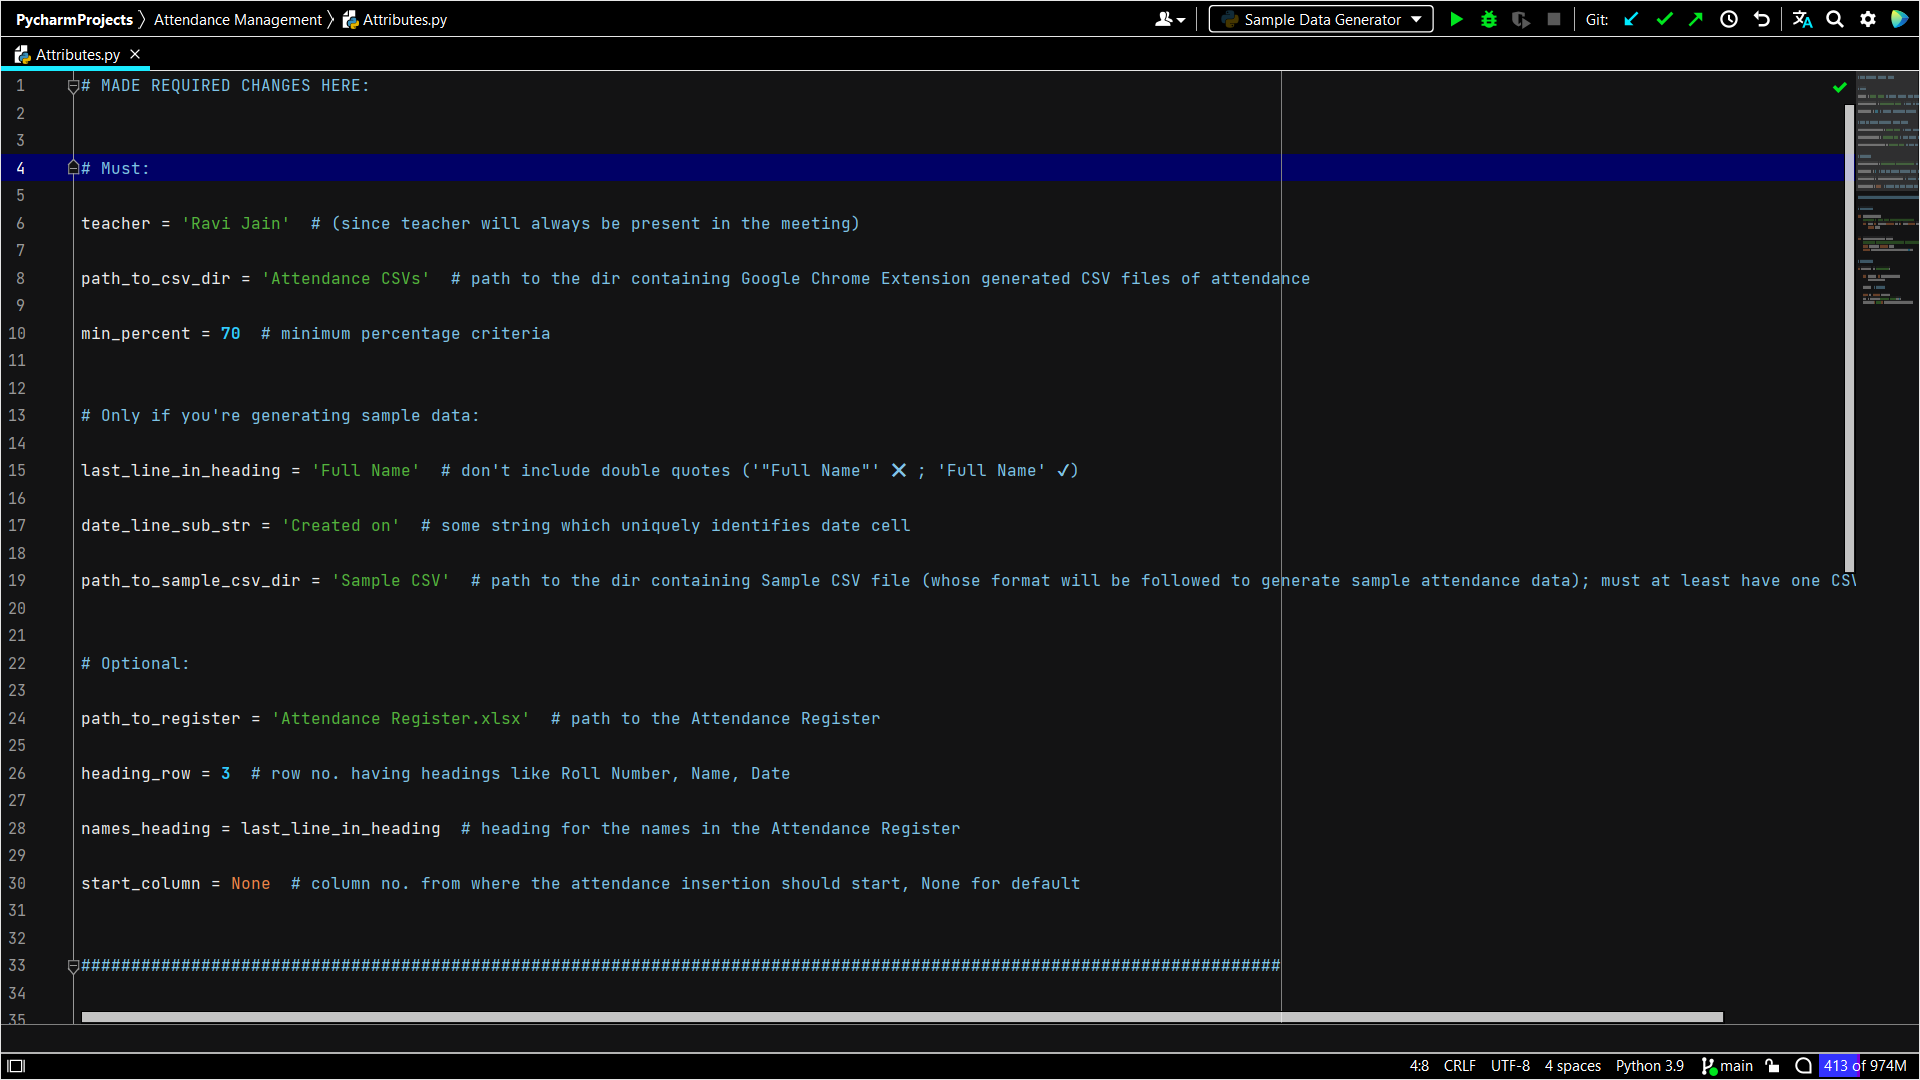 PycharmProjects Attendance Management Attributes.py Sample Data Generator Git:
Attributes.py
1 # MADE REQUIRED CHANGES HERE:
2
3
4 # Must:
5
6 teacher = 'Ravi Jain'  # (since teacher will always be present in the meeting)
7
8 path_to_csv_dir = 'Attendance CSVs'  # path to the dir containing Google Chrome Extension generated CSV files of attendance
9
10 min_percent = 70  # minimum percentage criteria
11
12
13 # Only if you're generating sample data:
14
15 last_line_in_heading = 'Full Name'  # don't include double quotes ('"Full Name"' ❌ ; 'Full Name' ✓)
16
17 date_line_sub_str = 'Created on'  # some string which uniquely identifies date cell
18
19 path_to_sample_csv_dir = 'Sample CSV'  # path to the dir containing Sample CSV file (whose format will be followed to generate sample attendance data); must at least have one CSV
20
21
22 # Optional:
23
24 path_to_register = 'Attendance Register.xlsx'  # path to the Attendance Register
25
26 heading_row = 3  # row no. having headings like Roll Number, Name, Date
27
28 names_heading = last_line_in_heading  # heading for the names in the Attendance Register
29
30 start_column = None  # column no. from where the attendance insertion should start, None for default
31
32
33 ########################################################################################################################
34
35
4:8 CRLF UTF-8 4 spaces Python 3.9 main 413 of 974M